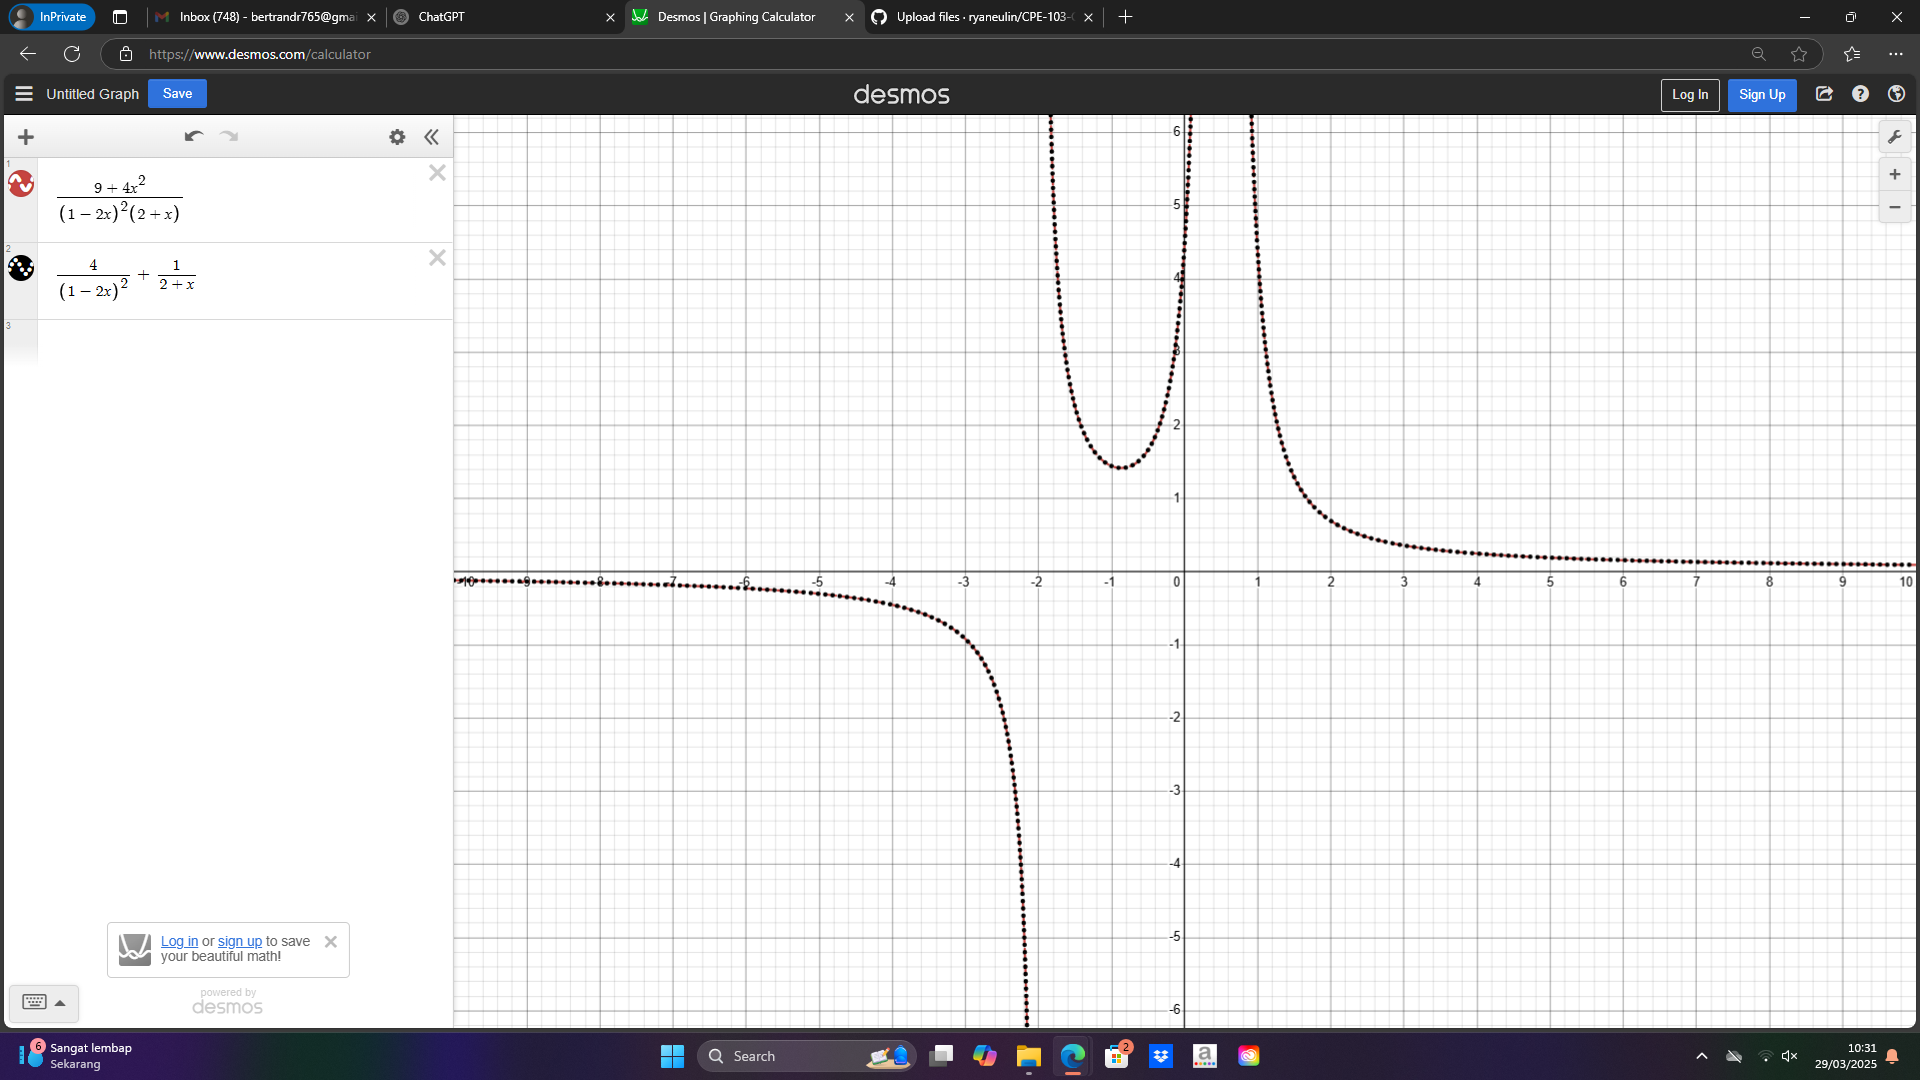 InPrivate
Inbox (748) - bertrandr765@gmai
ChatGPT
Desmos | Graphing Calculator
Upload files · ryaneulin/CPE-103-
https://www.desmos.com/calculator
Untitled Graph
Save
desmos
Log In
Sign Up
1
9 + 4x^2
(1 − 2x)^2(2 + x)
2
4
(1 − 2x)^2
+
1
2 + x
3
6
5
4
3
2
1
-10 -9 -8 -7 -6 -5 -4 -3 -2 -1 0 1 2 3 4 5 6 7 8 9 10
-1
-2
-3
-4
-5
-6
Log in or sign up to save
your beautiful math!
powered by
desmos
6
Sangat lembap
Sekarang
Search
2
a
10:31
29/03/2025